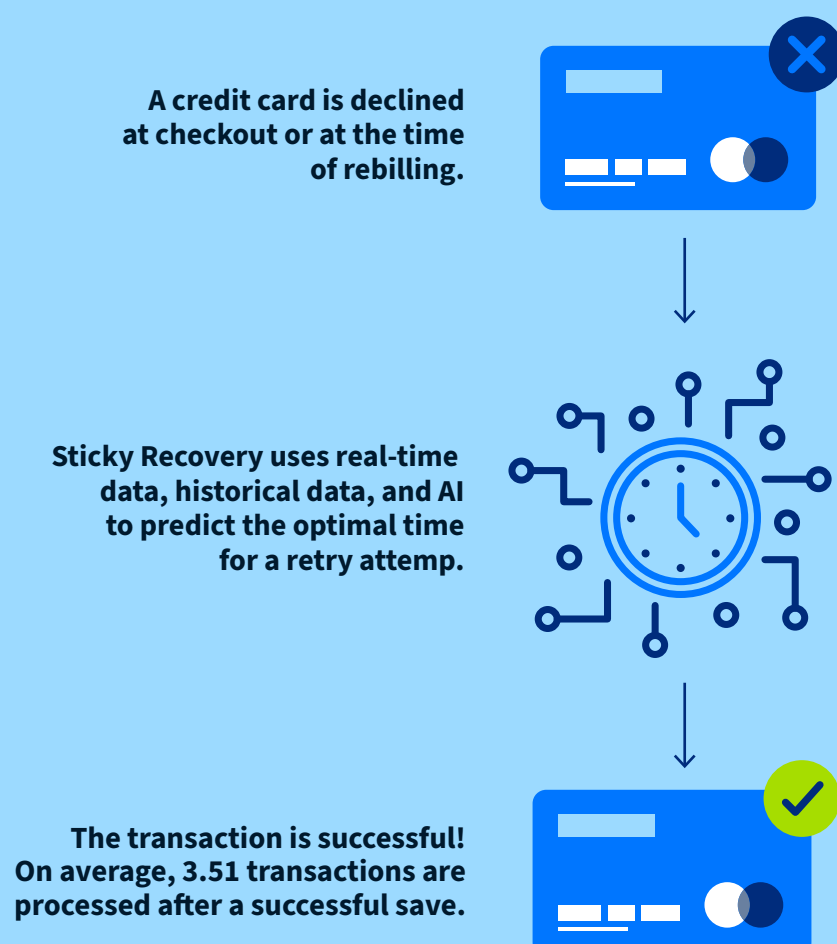 A credit card is declined
at checkout or at the time
of rebilling.
Sticky Recovery uses real-time
data, historical data, and AI
to predict the optimal time
for a retry attemp.
The transaction is successful!
On average, 3.51 transactions are
processed after a successful save.